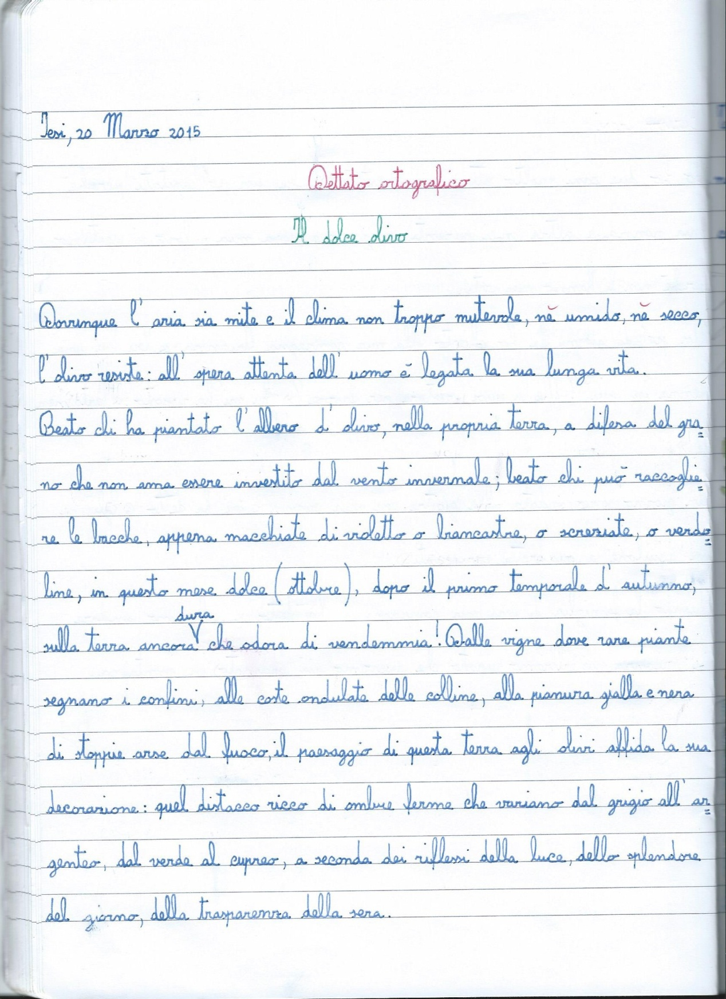 Jesi, 20 Marzo 2015
Dettato ortografico
Il dolce olivo
Dovunque l'aria sia mite e il clima non troppo mutevole, nè umido, nè secco,
l'olivo resiste: all'opera attenta dell'uomo è legata la sua lunga vita.
Beato chi ha piantato l'albero d'olivo, nella propria terra, a difesa del gra=
no che non ama essere investito dal vento invernale; beato chi può raccoglie=
re le bacche, appena macchiate di violetto o biancastre, o screziate, o verdo=
line, in questo mese dolce (ottobre), dopo il primo temporale d'autunno,
sulla terra ancora dura che odora di vendemmia! Dalle vigne dove rare piante
segnano i confini, alle coste ondulate delle colline, alla pianura gialla e nera
di stoppie arse dal fuoco, il paesaggio di questa terra agli olivi affida la sua
decorazione: quel distacco ricco di ombre ferme che variano dal grigio all'ar=
genteo, dal verde al cupreo, a seconda dei riflessi della luce, dello splendore
del giorno, della trasparenza della sera.